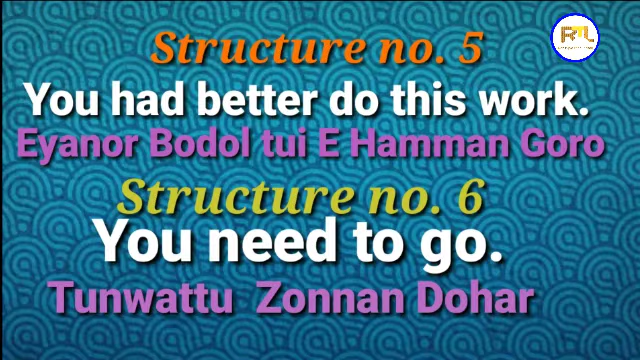 Structure no. 5
You had better do this work.
Eyanor Bodol tui E Hamman Goro
Structure no. 6
You need to go.
Tunwattu Zonnan Dohar